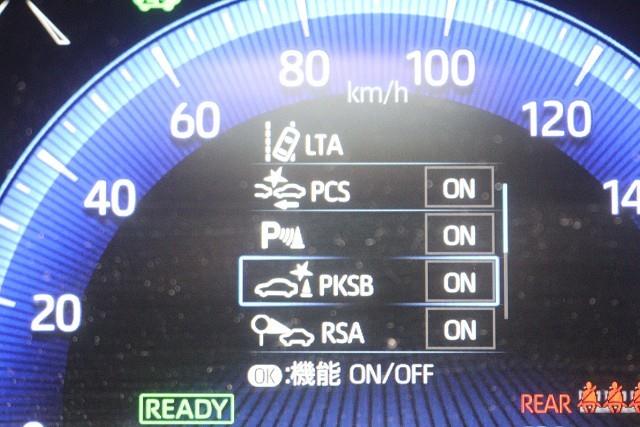 80 100
km/h
60 120
LTA
40 PCS ON 14
P ON
PKSB ON
20 RSA ON
OK:機能 ON/OFF
READY REAR